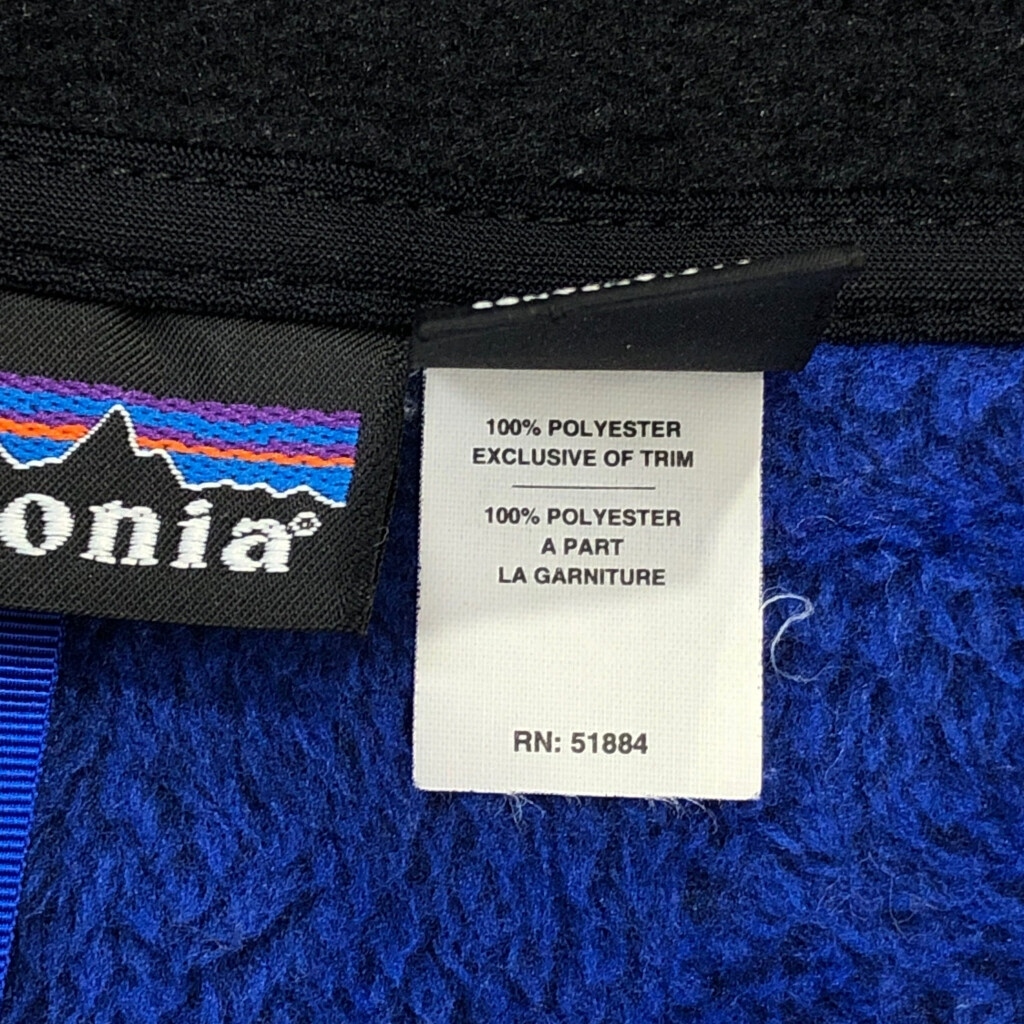 onia®
100% POLYESTER
EXCLUSIVE OF TRIM
100% POLYESTER
A PART
LA GARNITURE
RN: 51884